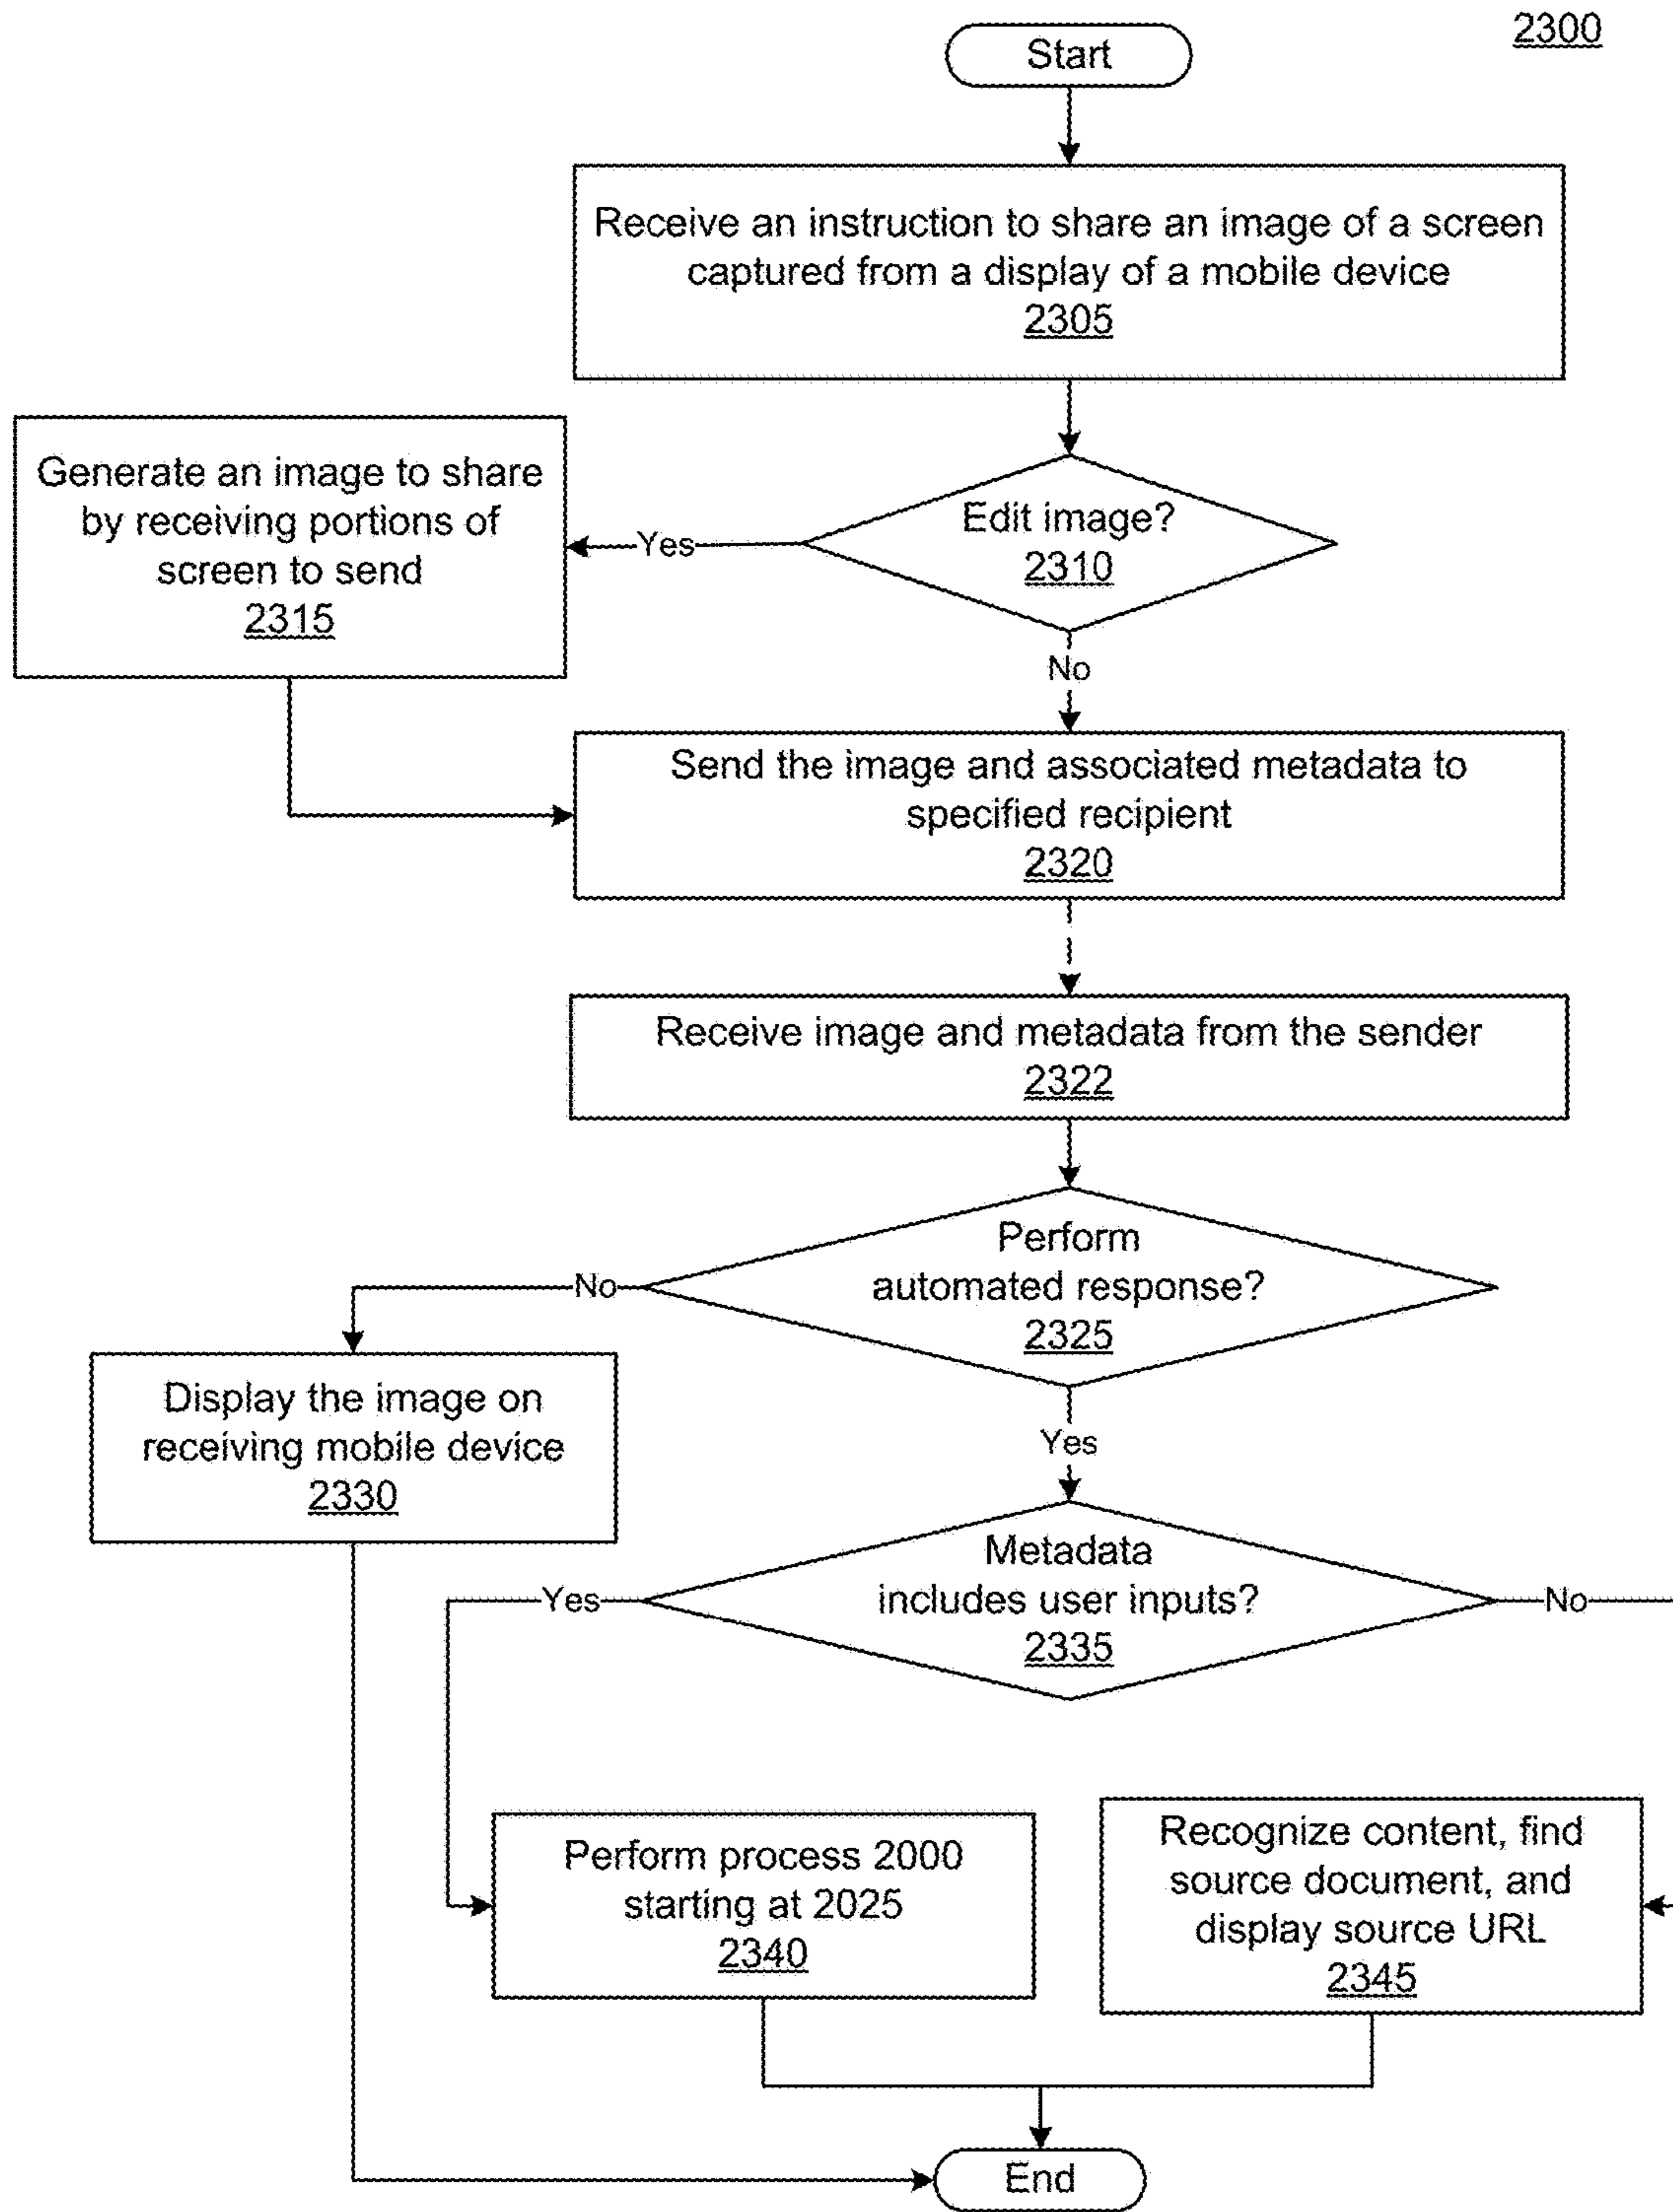 2300
Start
Receive an instruction to share an image of a screen
captured from a display of a mobile device
2305
Edit image?
2310
Yes
Generate an image to share
by receiving portions of
screen to send
2315
No
Send the image and associated metadata to
specified recipient
2320
Receive image and metadata from the sender
2322
Perform
automated response?
2325
No
Display the image on
receiving mobile device
2330
Yes
Metadata
includes user inputs?
2335
Yes
No
Perform process 2000
starting at 2025
2340
Recognize content, find
source document, and
display source URL
2345
End